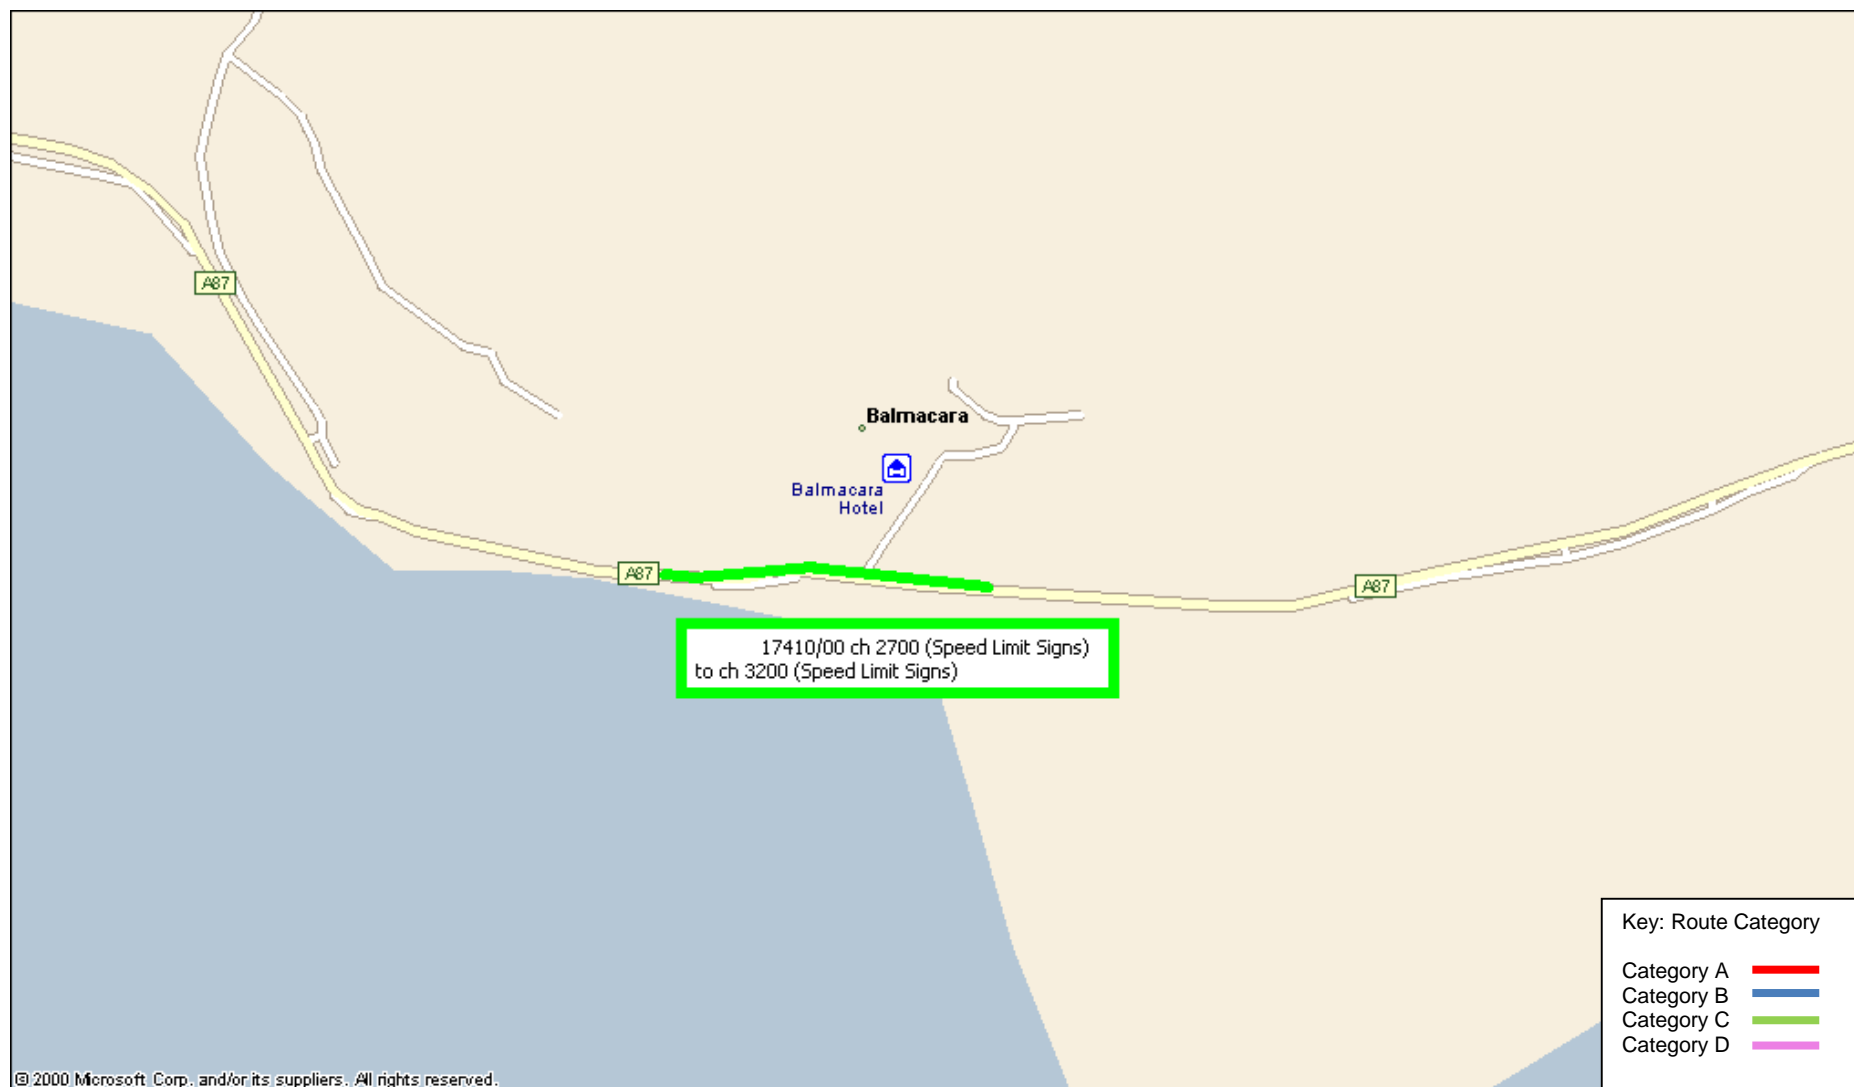 A87
Balmacara
Balmacara
Hotel
A87
A87
17410/00 ch 2700 (Speed Limit Signs)
to ch 3200 (Speed Limit Signs)
Key: Route Category
Category A
Category B
Category C
Category D
© 2000 Microsoft Corp. and/or its suppliers. All rights reserved.